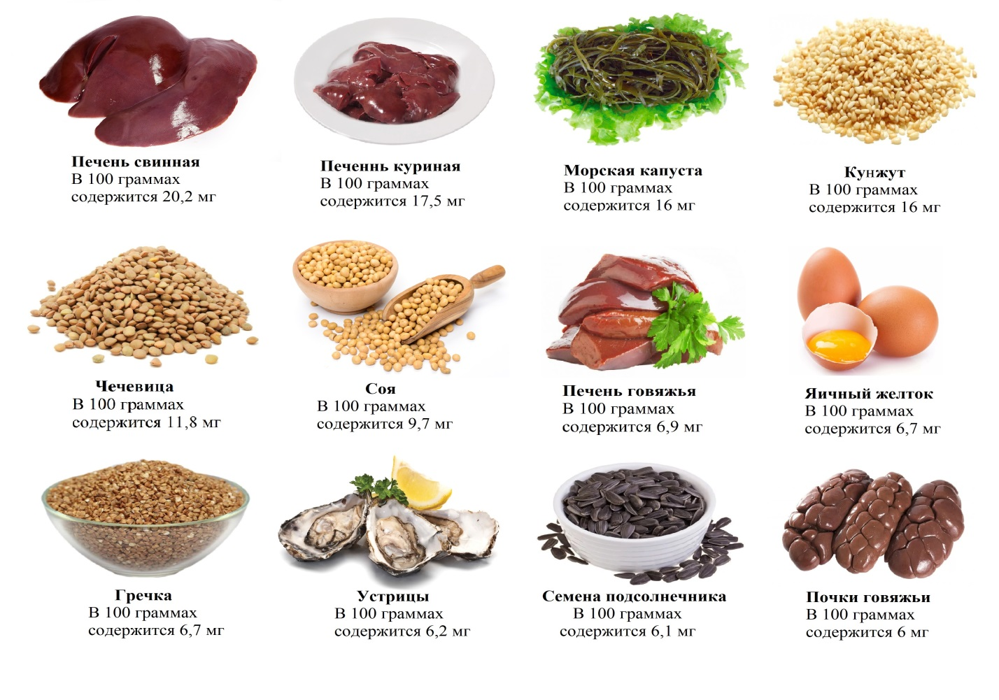 Печень свинная
В 100 граммах
содержится 20,2 мг
Печеннь куриная
В 100 граммах
содержится 17,5 мг
Морская капуста
В 100 граммах
содержится 16 мг
Кунжут
В 100 граммах
содержится 16 мг
Чечевица
В 100 граммах
содержится 11,8 мг
Соя
В 100 граммах
содержится 9,7 мг
Печень говяжья
В 100 граммах
содержится 6,9 мг
Яичный желток
В 100 граммах
содержится 6,7 мг
Гречка
В 100 граммах
содержится 6,7 мг
Устрицы
В 100 граммах
содержится 6,2 мг
Семена подсолнечника
В 100 граммах
содержится 6,1 мг
Почки говяжьи
В 100 граммах
содержится 6 мг